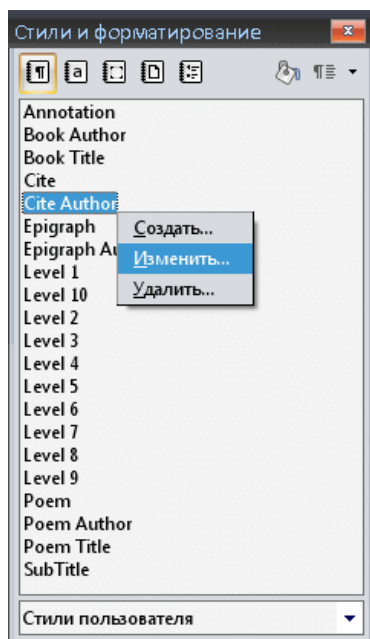 Стили и форматирование
Annotation
Book Author
Book Title
Cite
Cite Author
Epigraph
Epigraph Au
Level 1
Level 10
Level 2
Level 3
Level 4
Level 5
Level 6
Level 7
Level 8
Level 9
Poem
Poem Author
Poem Title
SubTitle
Создать...
Изменить...
Удалить...
Стили пользователя